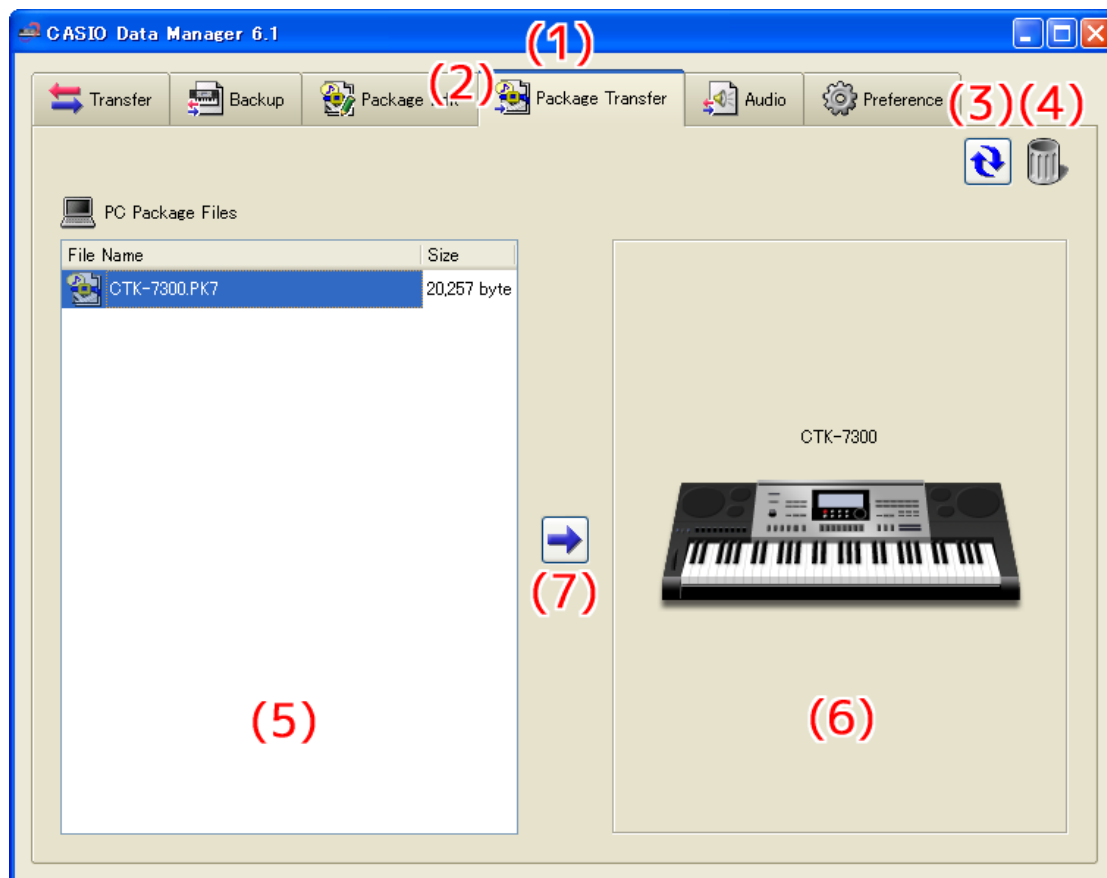 CASIO Data Manager 6.1
(1)
(2)
Transfer
Backup
Package
Package Transfer
Audio
Preference
(3)(4)
PC Package Files
File Name
Size
CTK-7300.PK7
20,257 byte
CTK-7300
(7)
(5)
(6)